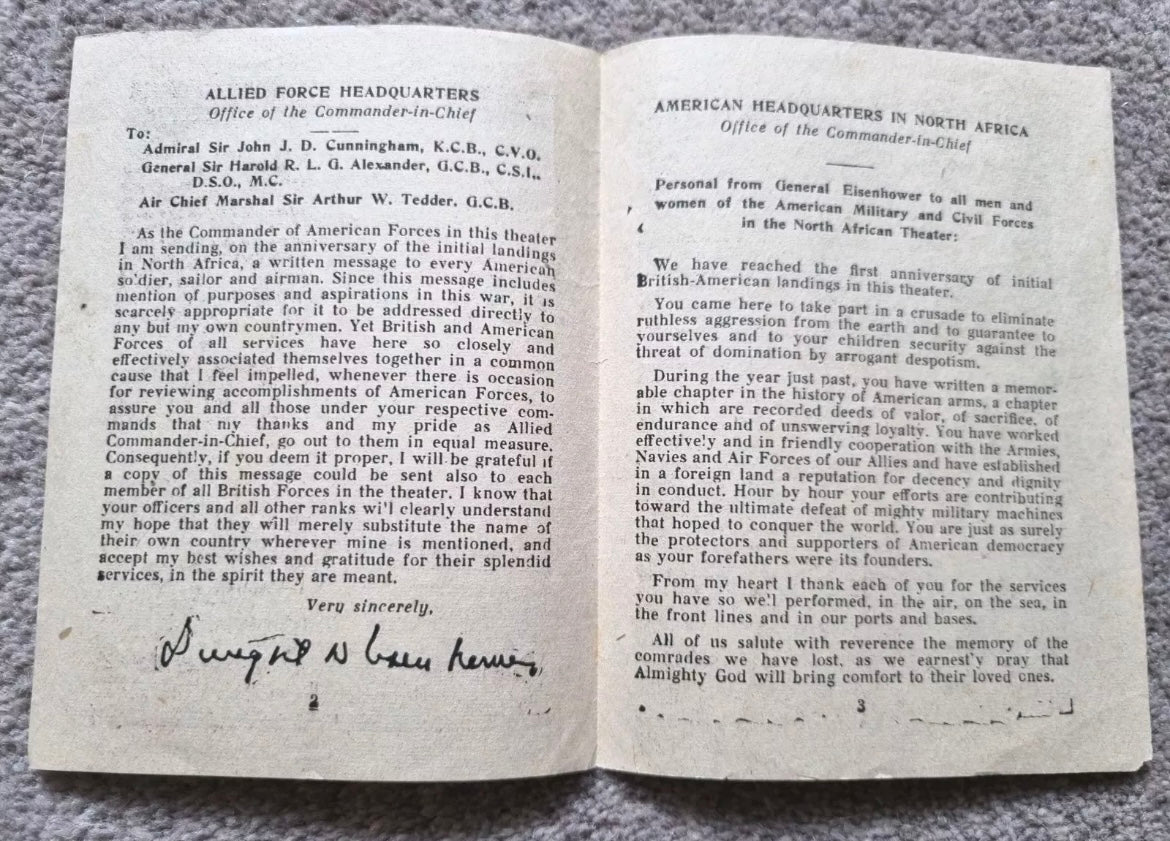 ALLIED FORCE HEADQUARTERS
Office of the Commander-in-Chief
To:
Admiral Sir John J. D. Cunningham, K.C.B., C.V.O.
General Sir Harold R. L. G. Alexander, G.C.B., C.S.I.,
D.S.O., M.C.
Air Chief Marshal Sir Arthur W. Tedder. G.C.B.
As the Commander of American Forces in this theater
I am sending, on the anniversary of the initial landings
in North Africa, a written message to every American
so'dier, sailor and airman. Since this message includes
mention of purposes and aspirations in this war, it is
scarcely appropriate for it to be addressed directly to
any but my own countrymen. Yet British and American
Forces of all services have here so closely and
effectively associated themselves together in a common
cause that I feel impelled, whenever there is occasion
for reviewing accomplishments of American Forces, to
assure you and all those under your respective com-
mands that my thanks and my pride as Allied
Commander-in-Chief, go out to them in equal measure.
Consequently, if you deem it proper, I will be grateful if
a copy of this message could be sent also to each
member of all British Forces in the theater. I know that
your officers and all other ranks wi'l clearly understand
my hope that they will merely substitute the name of
their own country wherever mine is mentioned, and
accept my best wishes and gratitude for their splendid
services, in the spirit they are meant.
Very sincerely,
Dwight D Eisenhower
2
AMERICAN HEADQUARTERS IN NORTH AFRICA
Office of the Commander-in-Chief
Personal from General Eisenhower to all men and
women of the American Military and Civil Forces
in the North African Theater:
We have reached the first anniversary of initial
British-American landings in this theater.
You came here to take part in a crusade to eliminate
ruthless aggression from the earth and to guarantee to
yourselves and to your children security against the
threat of domination by arrogant despotism.
During the year just past, you have written a memor-
able chapter in the history of American arms, a chapter
in which are recorded deeds of valor, of sacrifice, of
endurance and of unswerving loyalty. You have worked
effective!y and in friendly cooperation with the Armies,
Navies and Air Forces of our Allies and have established
in a foreign land a reputation for decency and dignity
in conduct. Hour by hour your efforts are contributing
toward the ultimate defeat of mighty military machines
that hoped to conquer the world. You are just as surely
the protectors and supporters of American democracy
as your forefathers were its founders.
From my heart I thank each of you for the services
you have so we'l performed, in the air, on the sea, in
the front lines and in our ports and bases.
All of us salute with reverence the memory of the
comrades we have lost, as we earnest'y pray that
Almighty God will bring comfort to their loved ones.
3